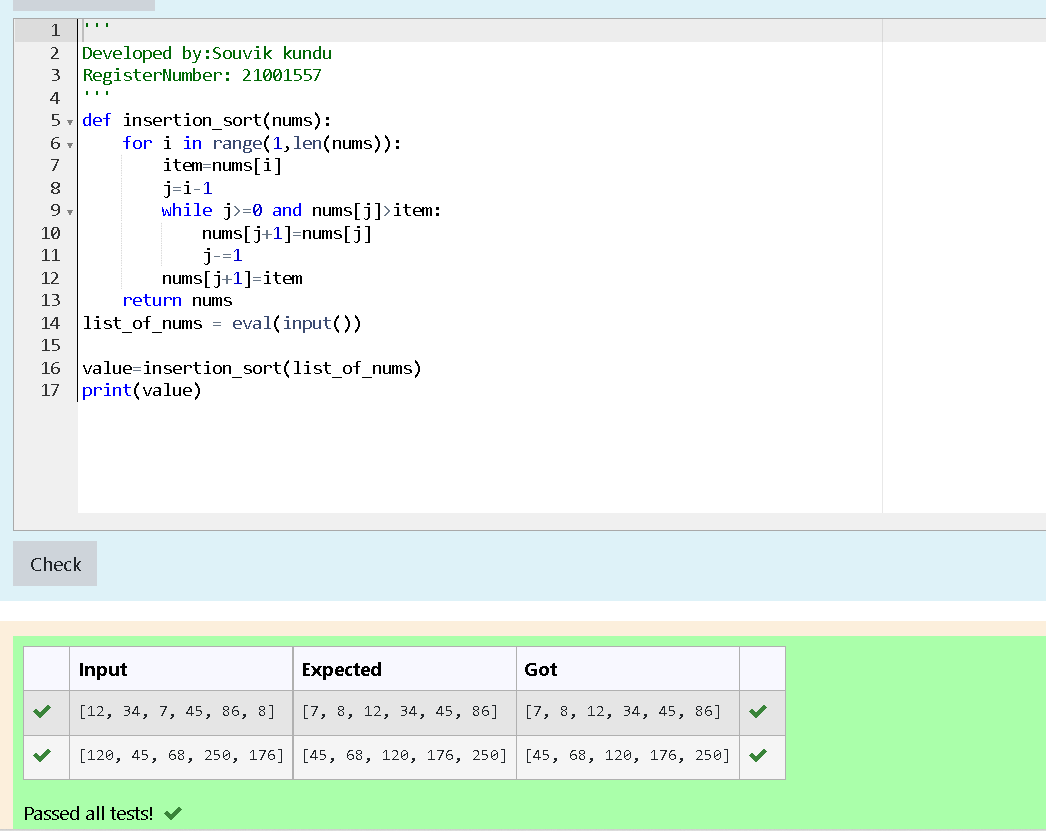 1 '''
2 Developed by:Souvik kundu
3 RegisterNumber: 21001557
4 '''
5 def insertion_sort(nums):
6     for i in range(1,len(nums)):
7         item=nums[i]
8         j=i-1
9         while j>=0 and nums[j]>item:
10             nums[j+1]=nums[j]
11             j-=1
12         nums[j+1]=item
13     return nums
14 list_of_nums = eval(input())
15
16 value=insertion_sort(list_of_nums)
17 print(value)
Check
Input Expected Got
[12, 34, 7, 45, 86, 8] [7, 8, 12, 34, 45, 86] [7, 8, 12, 34, 45, 86]
[120, 45, 68, 250, 176] [45, 68, 120, 176, 250] [45, 68, 120, 176, 250]
Passed all tests!